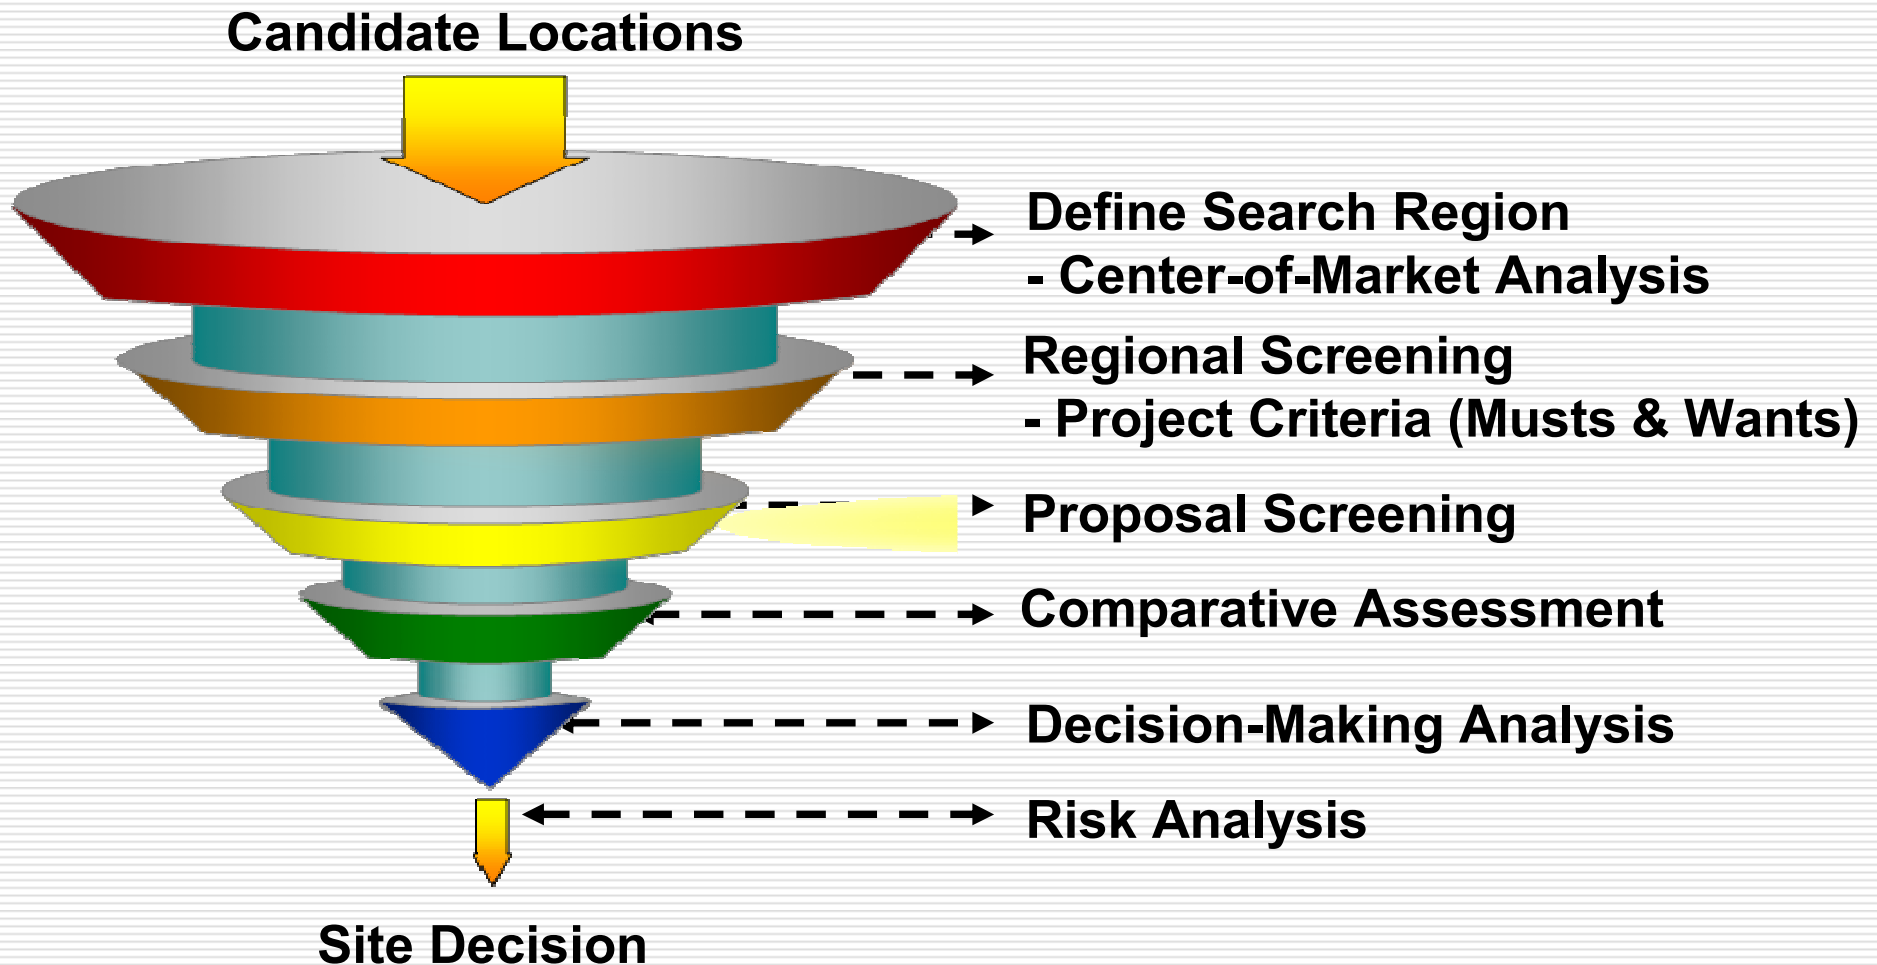 Candidate Locations
Define Search Region
- Center-of-Market Analysis
Regional Screening
- Project Criteria (Musts & Wants)
Proposal Screening
Comparative Assessment
Decision-Making Analysis
Risk Analysis
Site Decision